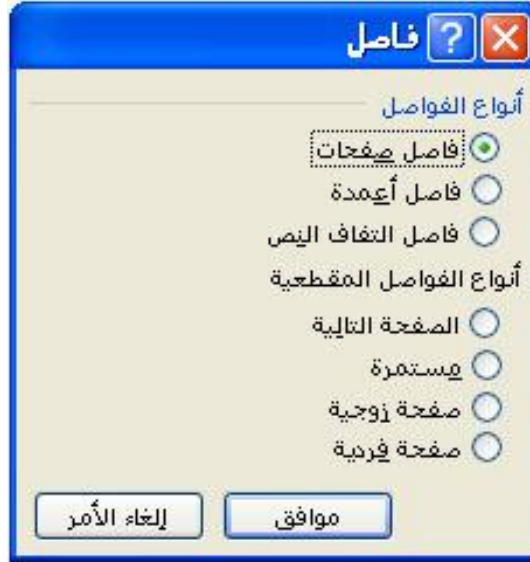 فاصل
أنواع الفواصل
فاصل صفحات
فاصل أعمدة
فاصل التفاف النص
أنواع الفواصل المقطعية
الصفحة التالية
مستمرة
صفحة زوجية
صفحة فردية
موافق
إلغاء الأمر